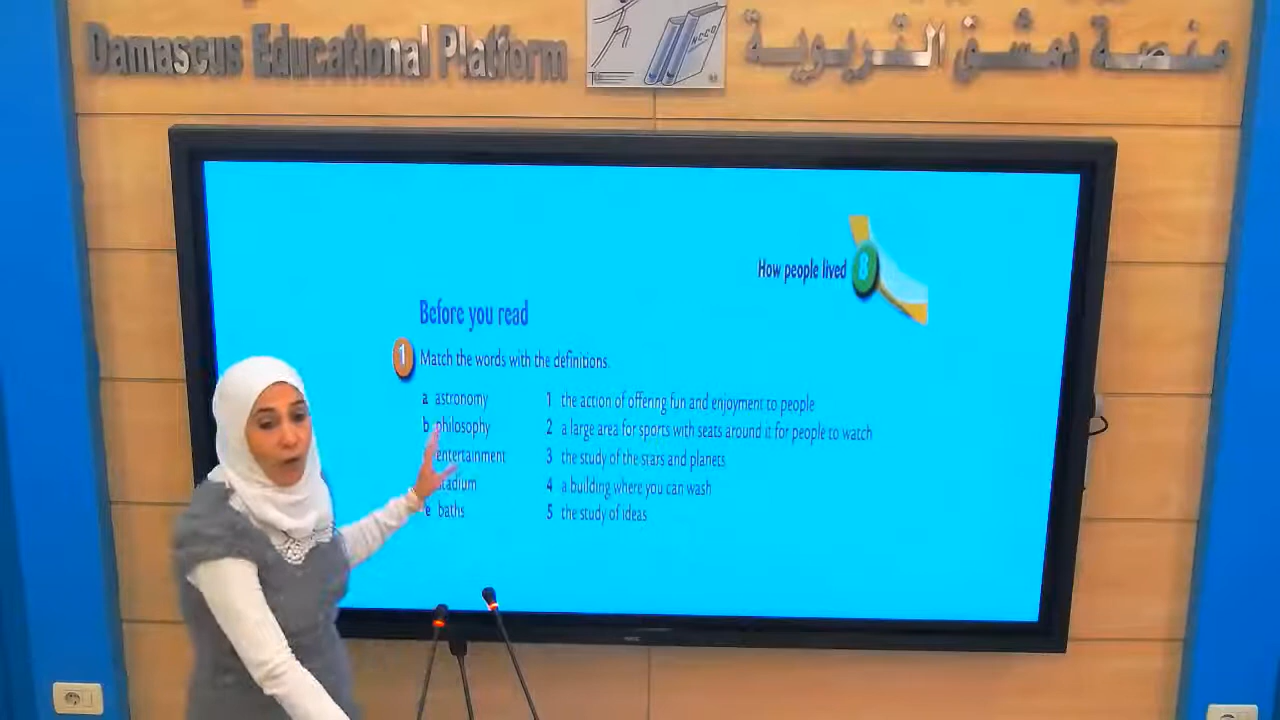 Damascus Educational Platform
NCCD
منصة دمشق التربوية
How people lived 8
Before you read
1 Match the words with the definitions.
a astronomy 1 the action of offering fun and enjoyment to people
b philosophy 2 a large area for sports with seats around it for people to watch
entertainment 3 the study of the stars and planets
stadium 4 a building where you can wash
e baths 5 the study of ideas